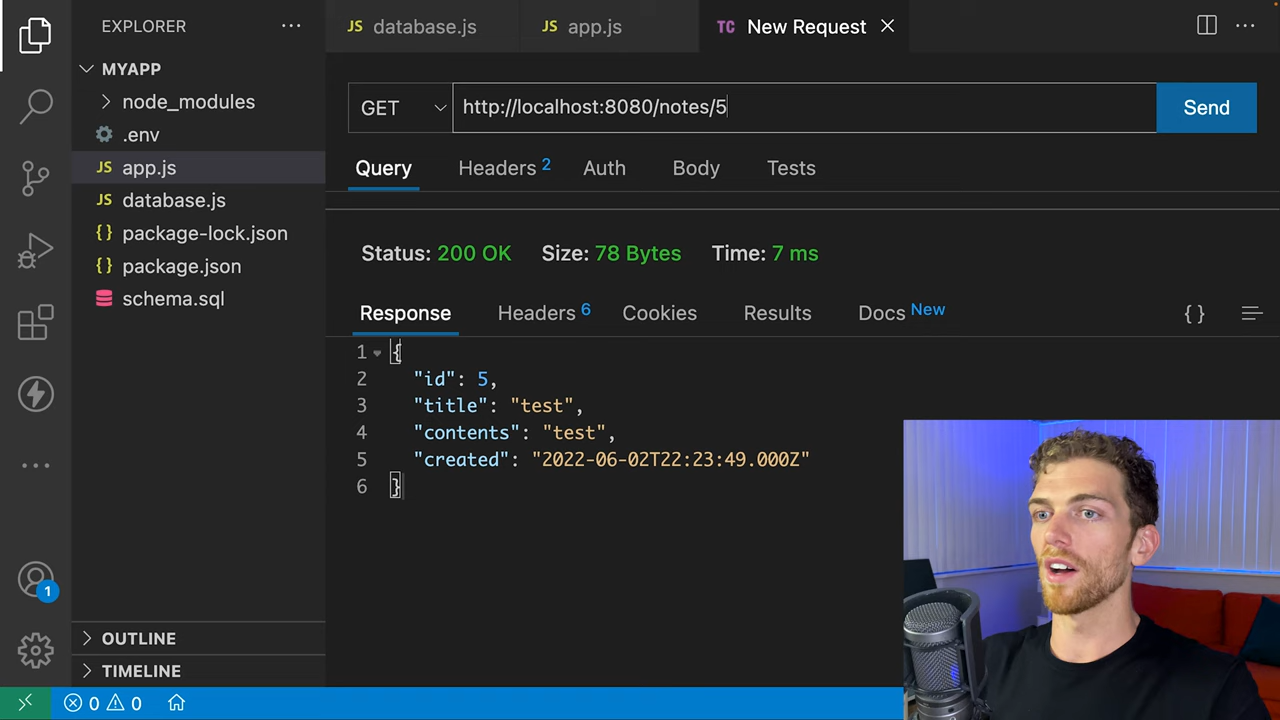 EXPLORER
MYAPP
node_modules
.env
JS app.js
JS database.js
{} package-lock.json
{} package.json
schema.sql
OUTLINE
TIMELINE
1
0 0
JS database.js
JS app.js
TC New Request
GET http://localhost:8080/notes/5 Send
Query Headers 2 Auth Body Tests
Status: 200 OK Size: 78 Bytes Time: 7 ms
Response Headers 6 Cookies Results Docs New {}
1 {
2 "id": 5,
3 "title": "test",
4 "contents": "test",
5 "created": "2022-06-02T22:23:49.000Z"
6 }